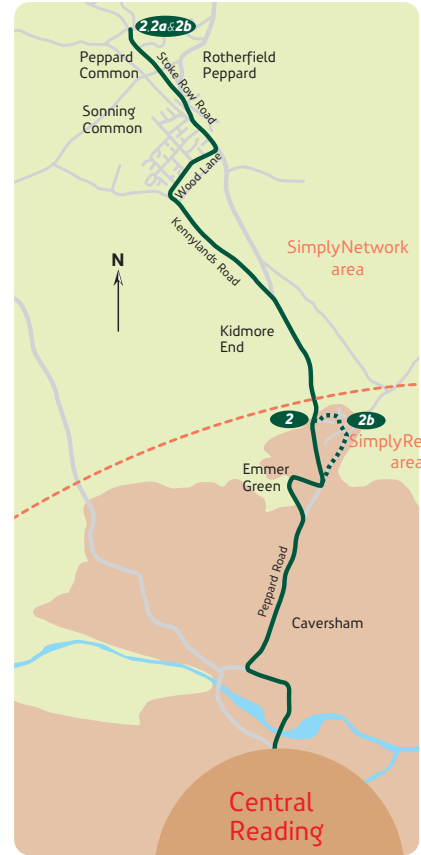 2,2a&2b
Peppard
Common
Rotherfield
Peppard
Stoke Row Road
Sonning
Common
Wood Lane
Kennylands Road
SimplyNetwork
area
N
Kidmore
End
2
2b
SimplyRe
area
Emmer
Green
Peppard Road
Caversham
Central
Reading